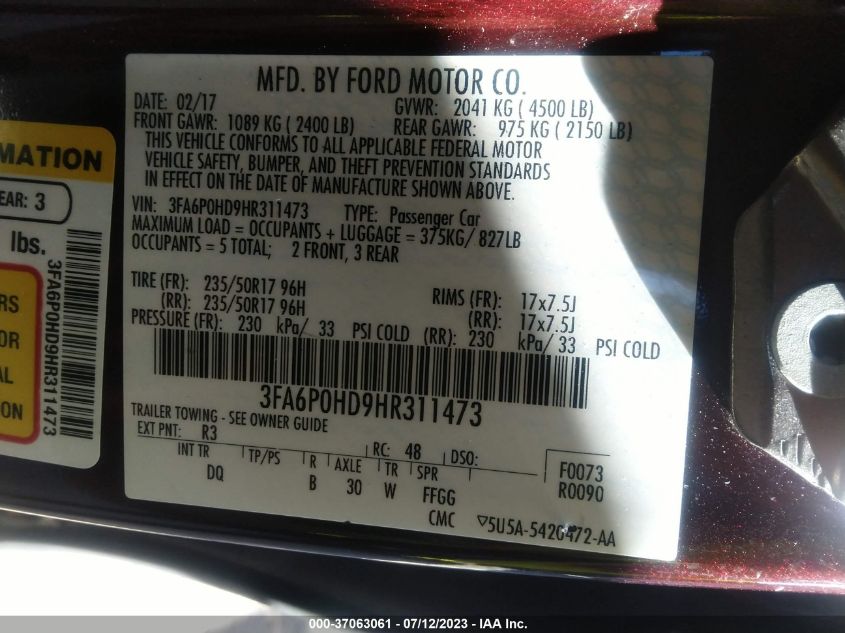 MFD. BY FORD MOTOR CO.
DATE: 02/17 GVWR: 2041 KG ( 4500 LB)
FRONT GAWR: 1089 KG ( 2400 LB) REAR GAWR: 975 KG ( 2150 LB)
THIS VEHICLE CONFORMS TO ALL APPLICABLE FEDERAL MOTOR
VEHICLE SAFETY, BUMPER, AND THEFT PREVENTION STANDARDS
IN EFFECT ON THE DATE OF MANUFACTURE SHOWN ABOVE.
VIN: 3FA6P0HD9HR311473 TYPE: Passenger Car
MAXIMUM LOAD = OCCUPANTS + LUGGAGE = 375KG/ 827LB
OCCUPANTS = 5 TOTAL; 2 FRONT, 3 REAR
TIRE (FR): 235/50R17 96H RIMS (FR): 17x7.5J
(RR): 235/50R17 96H (RR): 17x7.5J
PRESSURE (FR): 230 kPa/ 33 PSI COLD (RR): 230 kPa/ 33 PSI COLD
3FA6P0HD9HR311473
TRAILER TOWING - SEE OWNER GUIDE
EXT PNT: R3 RC: 48 DSO:
INT TR TP/PS R AXLE TR SPR
DQ B 30 W FFGG
F0073
R0090
CMC ▽5U5A-5420472-AA
MATION
EAR: 3
lbs.
3FA6P0HD9HR311473
RS
OR
AL
ON
000-37063061 - 07/12/2023 - IAA Inc.